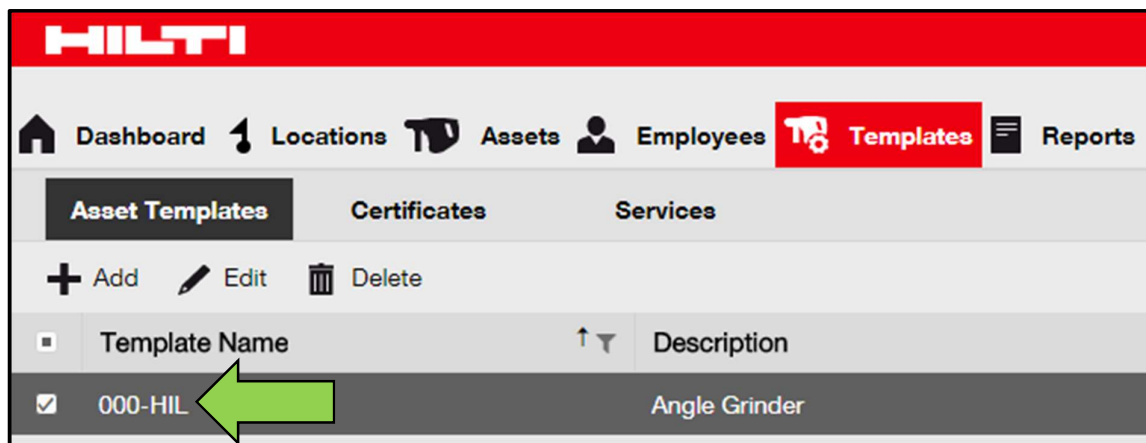 HILTI
Dashboard Locations Assets Employees Templates Reports
Asset Templates Certificates Services
Add Edit Delete
Template Name Description
000-HIL Angle Grinder